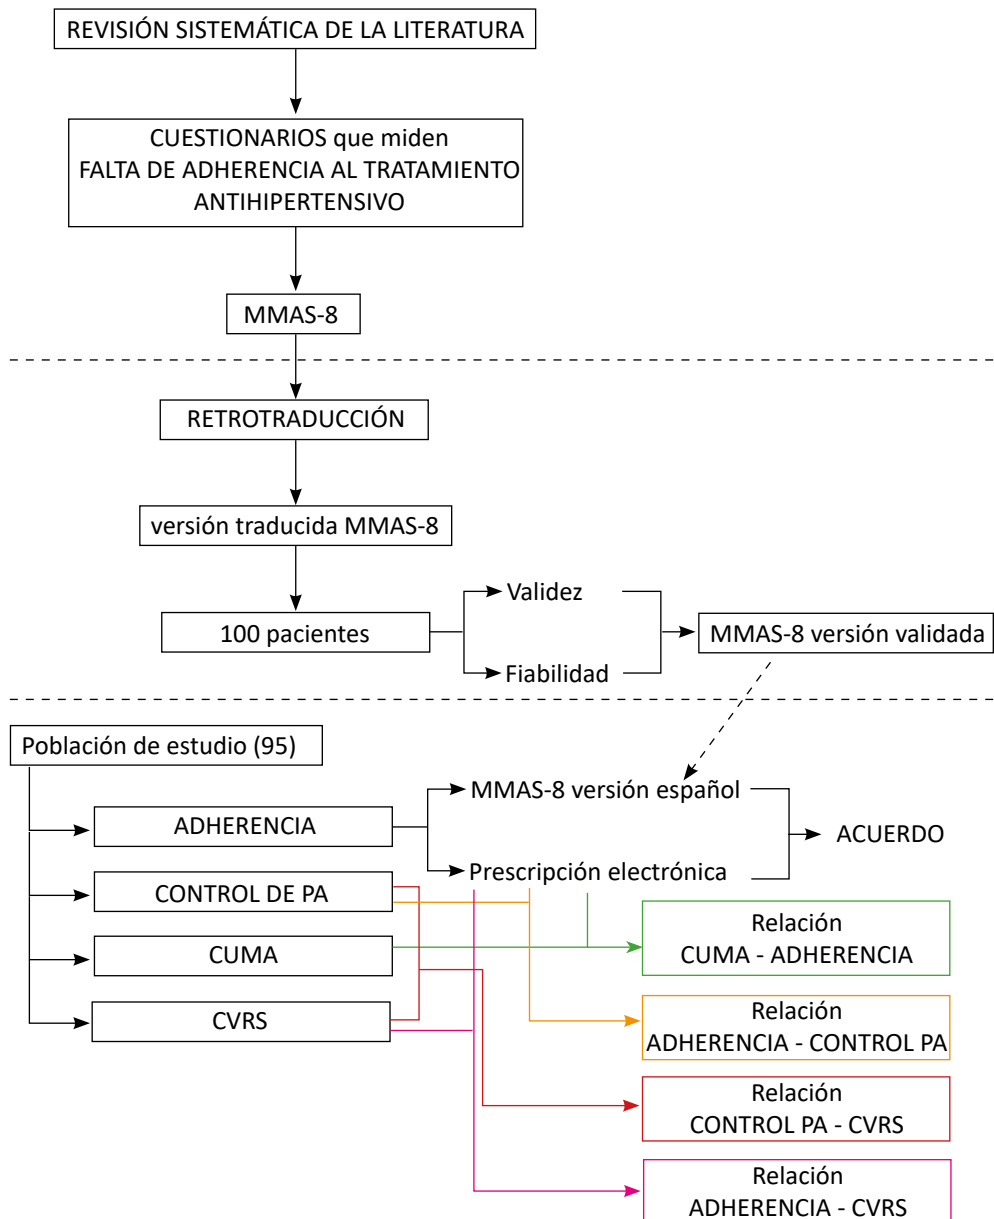 REVISIÓN SISTEMÁTICA DE LA LITERATURA
CUESTIONARIOS que miden
FALTA DE ADHERENCIA AL TRATAMIENTO
ANTIHIPERTENSIVO
MMAS-8
RETROTRADUCCIÓN
versión traducida MMAS-8
100 pacientes
Validez
Fiabilidad
MMAS-8 versión validada
Población de estudio (95)
ADHERENCIA
CONTROL DE PA
CUMA
CVRS
MMAS-8 versión español
Prescripción electrónica
ACUERDO
Relación
CUMA - ADHERENCIA
Relación
ADHERENCIA - CONTROL PA
Relación
CONTROL PA - CVRS
Relación
ADHERENCIA - CVRS